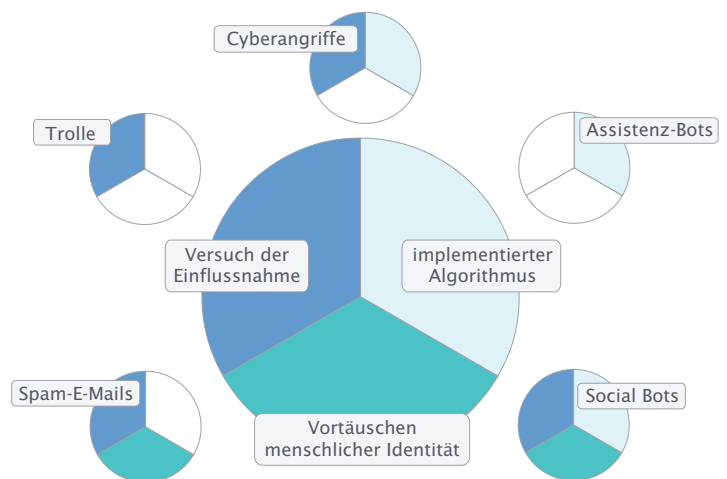 Cyberangriffe
Trolle
Assistenz-Bots
Versuch der
Einflussnahme
implementierter
Algorithmus
Spam-E-Mails
Social Bots
Vortäuschen
menschlicher Identität